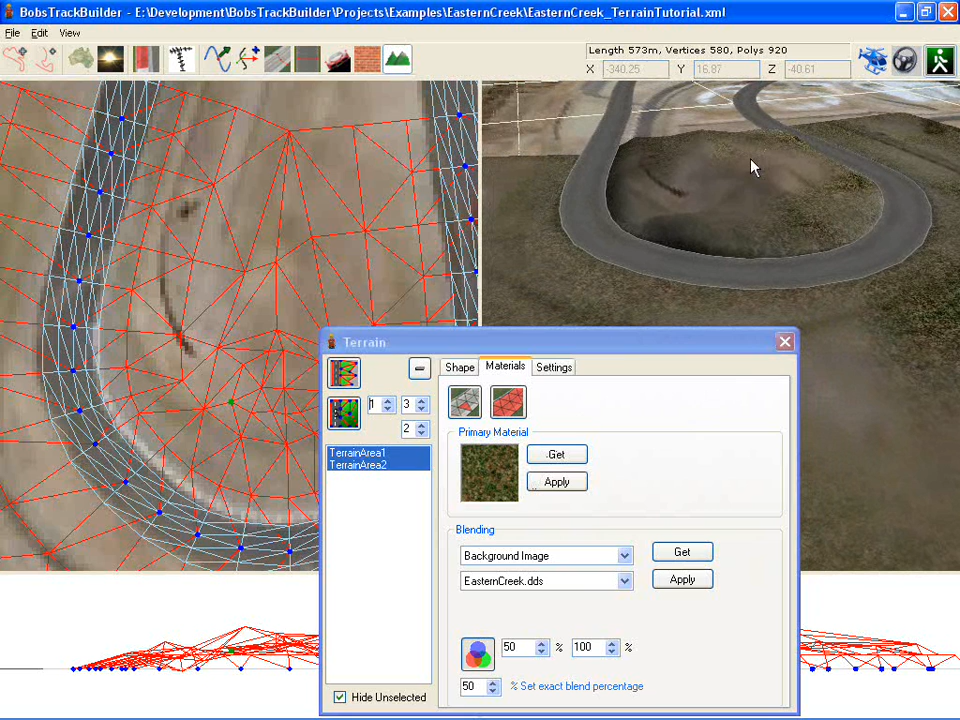 BobsTrackBuilder - E:\Development\BobsTrackBuilder\Projects\Examples\EasternCreek\EasternCreek_TerrainTutorial.xml
File Edit View
Length 573m, Vertices 580, Polys 920
X -340.25 Y 16.87 Z -40.61
Terrain
Shape Materials Settings
1 3
2
TerrainArea1
TerrainArea2
Primary Material
Get
Apply
Blending
Background Image Get
EasternCreek.dds Apply
50 % 100 %
50 % Set exact blend percentage
Hide Unselected